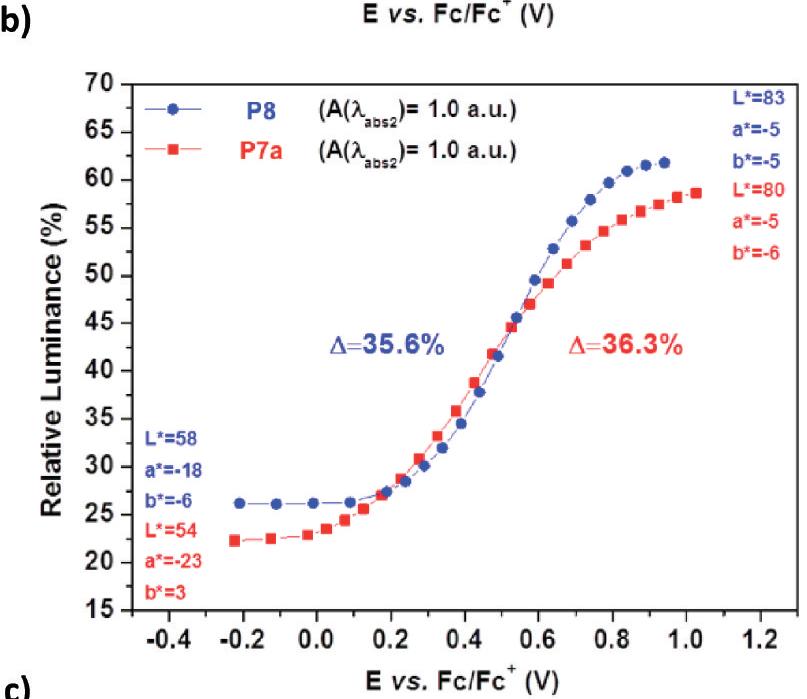 b)
E vs. Fc/Fc+ (V)
70
65
60
55
50
45
40
35
30
25
20
15
Relative Luminance (%)
P8 (A(λabs2)= 1.0 a.u.)
P7a (A(λabs2)= 1.0 a.u.)
L*=83
a*=-5
b*=-5
L*=80
a*=-5
b*=-6
Δ=35.6% Δ=36.3%
L*=58
a*=-18
b*=-6
L*=54
a*=-23
b*=3
-0.4 -0.2 0.0 0.2 0.4 0.6 0.8 1.0 1.2
E vs. Fc/Fc+ (V)
c)